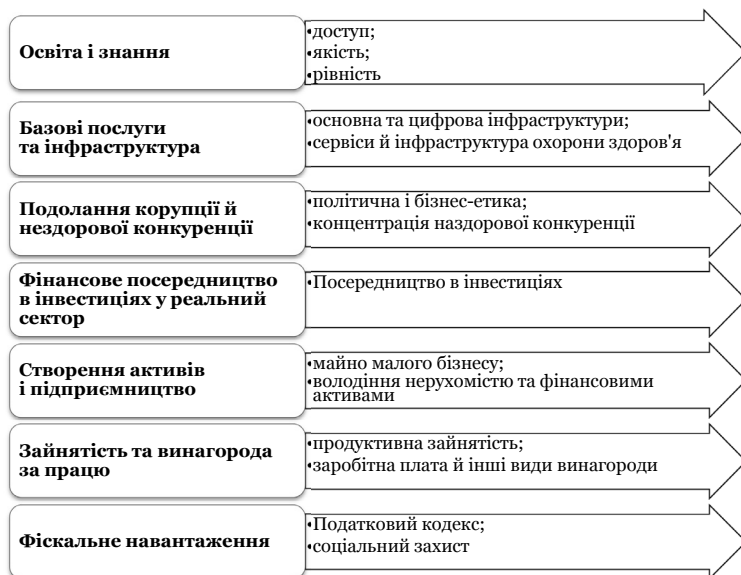 Освіта і знання
•доступ;
•якість;
•рівність
Базові послуги
та інфраструктура
•основна та цифрова інфраструктури;
•сервіси й інфраструктура охорони здоров'я
Подолання корупції й
нездорової конкуренції
•політична і бізнес-етика;
•концентрація наздорової конкуренції
Фінансове посередництво
в інвестиціях у реальний
сектор
•Посередництво в інвестиціях
Створення активів
і підприємництво
•майно малого бізнесу;
•володіння нерухомістю та фінансовими
активами
Зайнятість та винагорода
за працю
•продуктивна зайнятість;
•заробітна плата й інші види винагороди
Фіскальне навантаження
•Податковий кодекс;
•соціальний захист